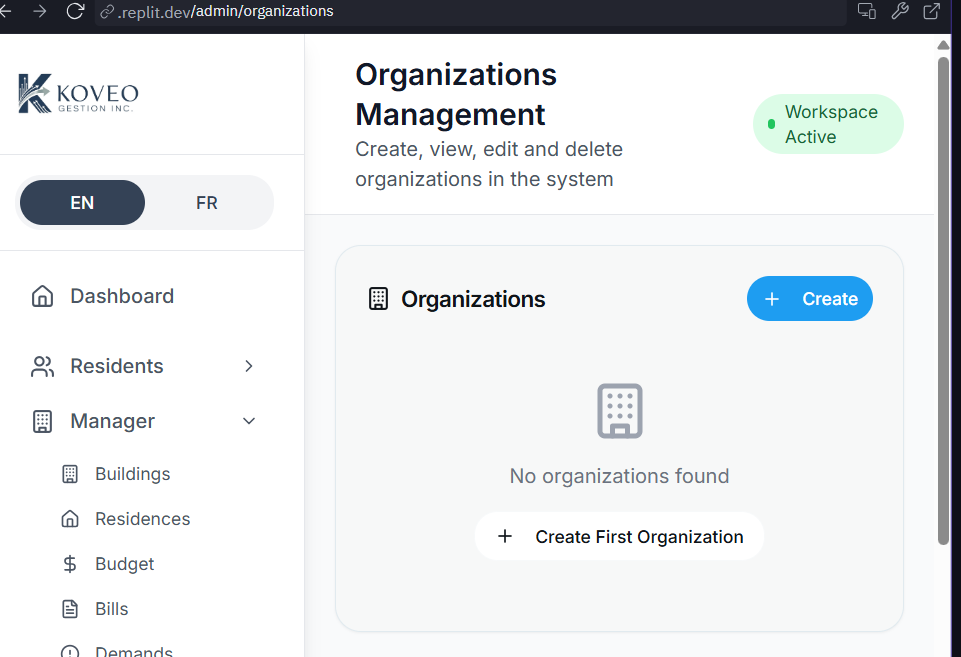 .replit.dev/admin/organizations
KOVEO
GESTION INC.
EN
FR
Dashboard
Residents
Manager
Buildings
Residences
Budget
Bills
Demands
Organizations
Management
Create, view, edit and delete
organizations in the system
Workspace
Active
Organizations
+ Create
No organizations found
+ Create First Organization